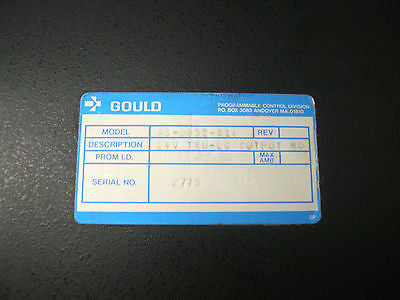 GOULD
PROGRAMMABLE CONTROL DIVISION
P.O. BOX 3083 ANDOVER MA. 01810
MODEL REV
DESCRIPTION 24V TRU-LO OUTPUT MO
PROM I.D. MAX. AMB.
SERIAL NO. 2775